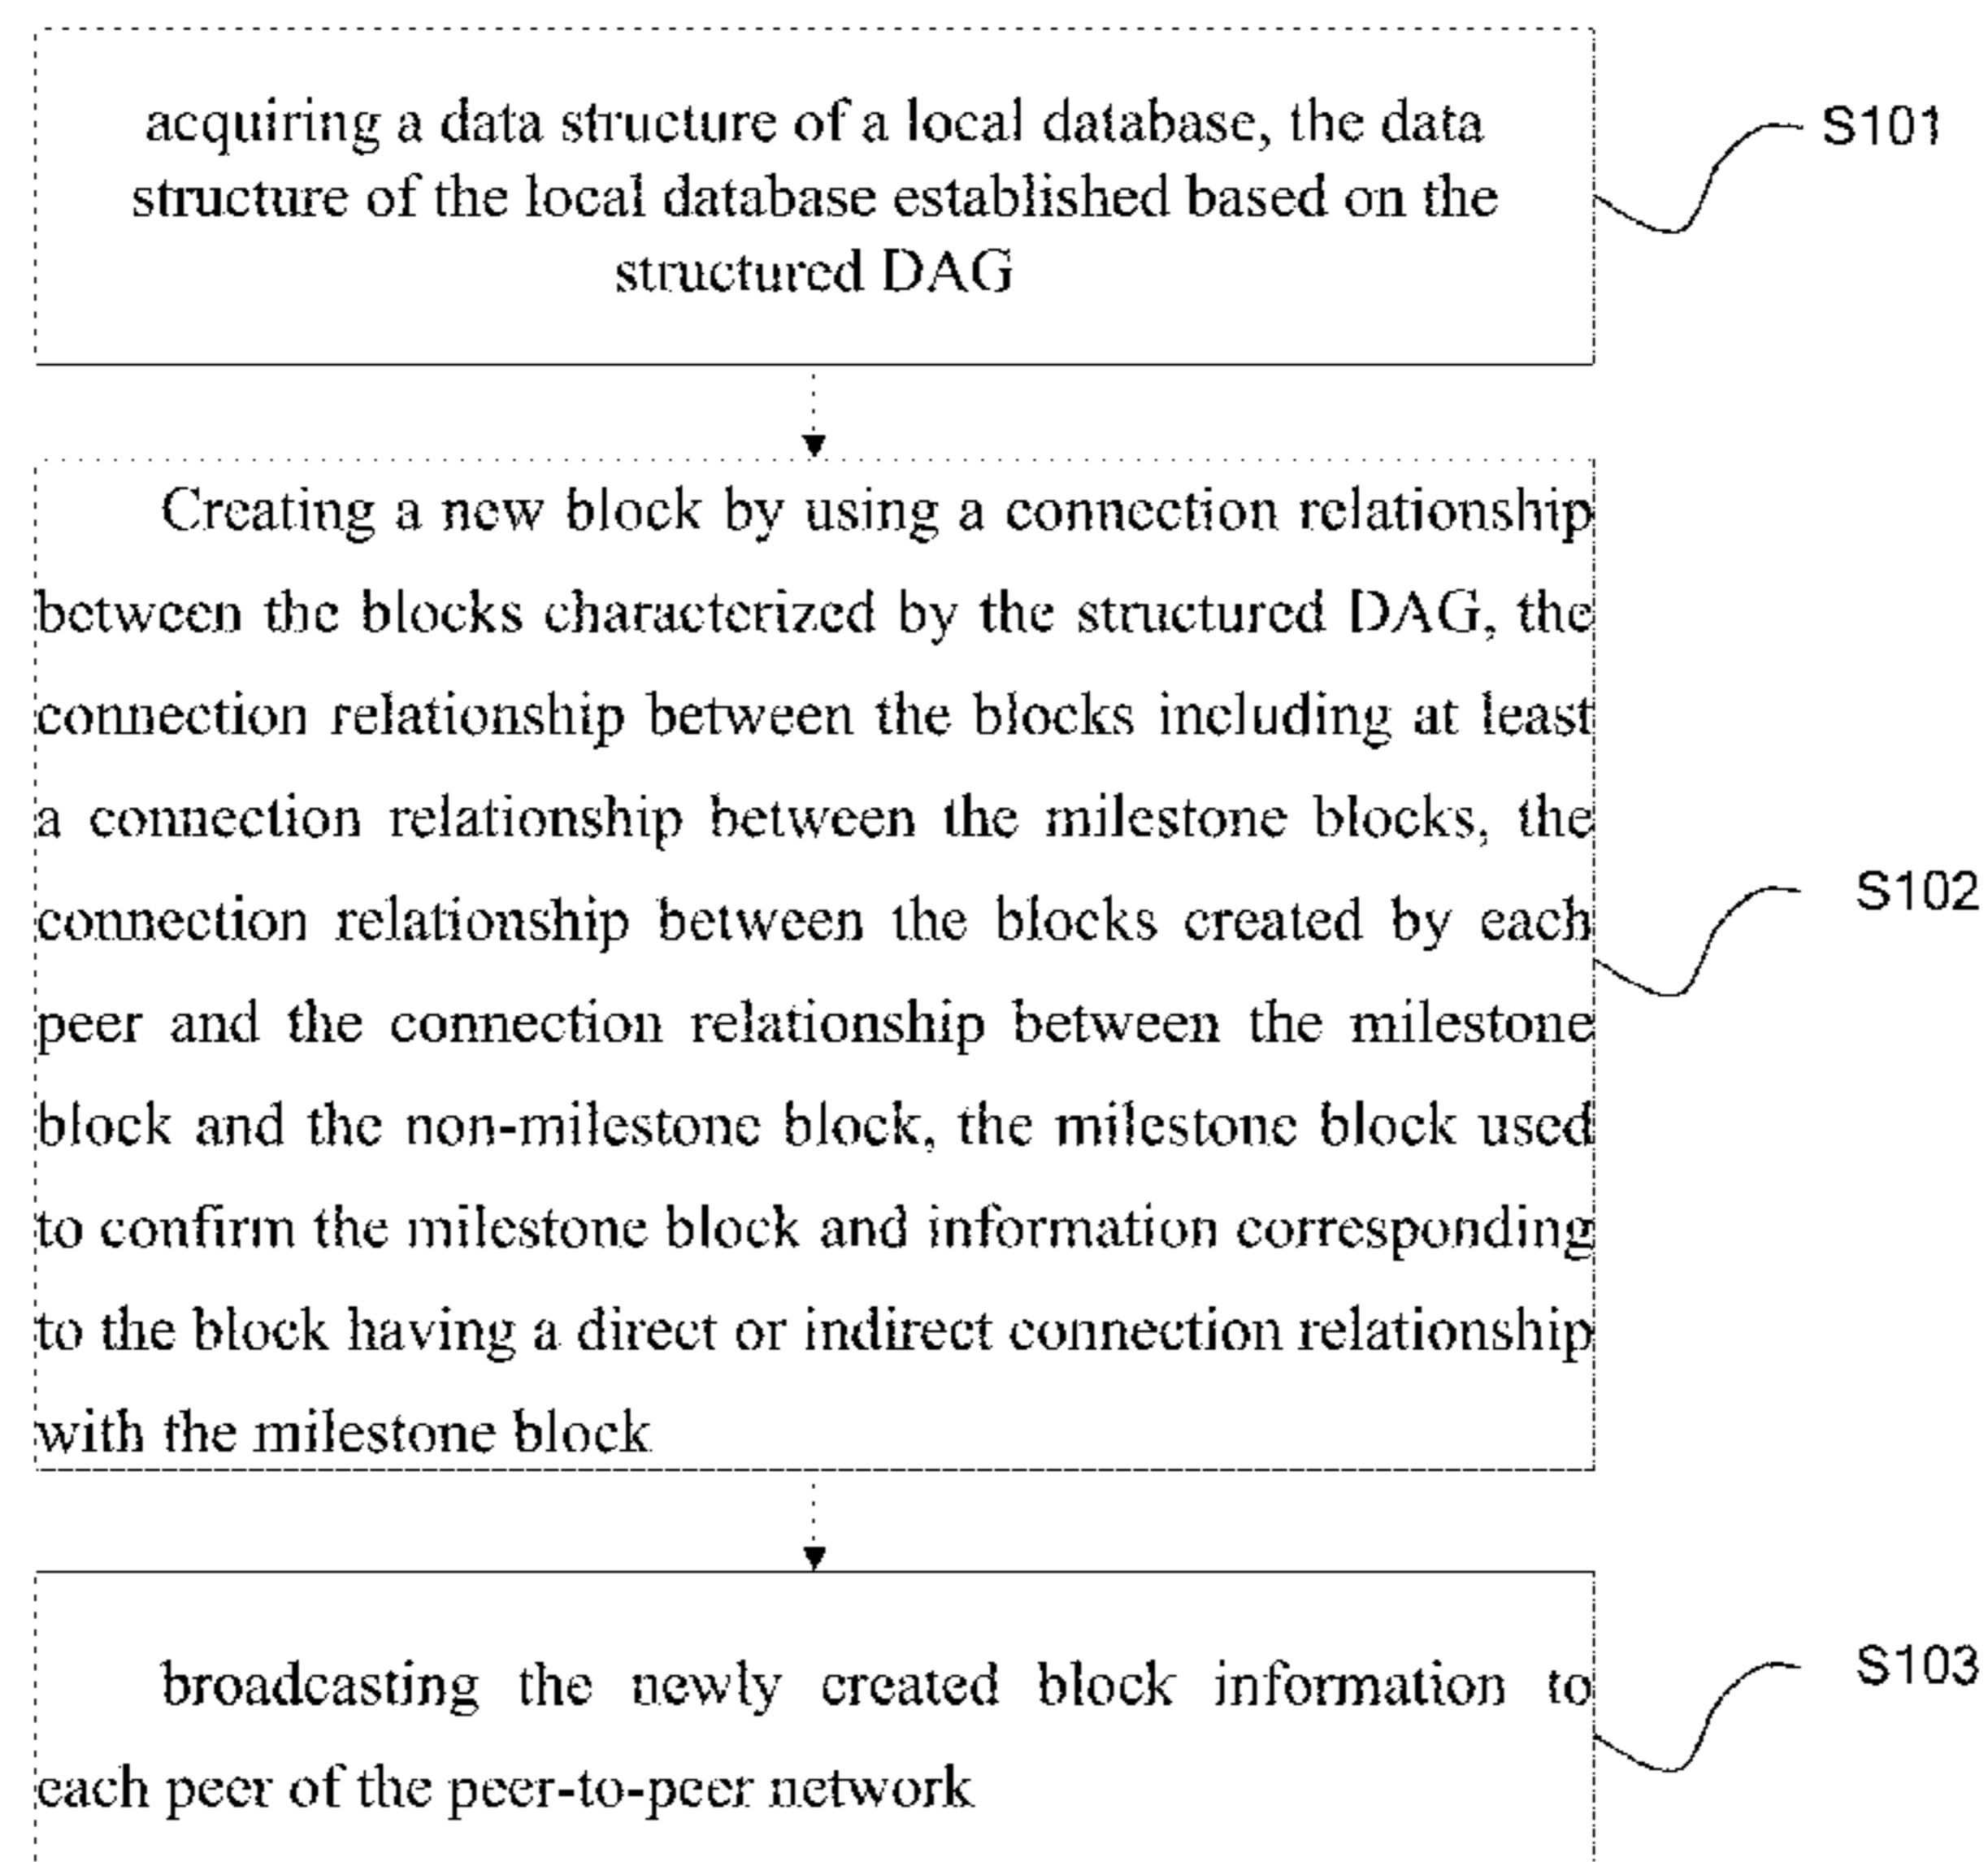 acquiring a data structure of a local database, the data
structure of the local database established based on the
structured DAG
S101
Creating a new block by using a connection relationship
between the blocks characterized by the structured DAG, the
connection relationship between the blocks including at least
a connection relationship between the milestone blocks, the
connection relationship between the blocks created by each
peer and the connection relationship between the milestone
block and the non-milestone block, the milestone block used
to confirm the milestone block and information corresponding
to the block having a direct or indirect connection relationship
with the milestone block
S102
broadcasting the newly created block information to
each peer of the peer-to-peer network
S103